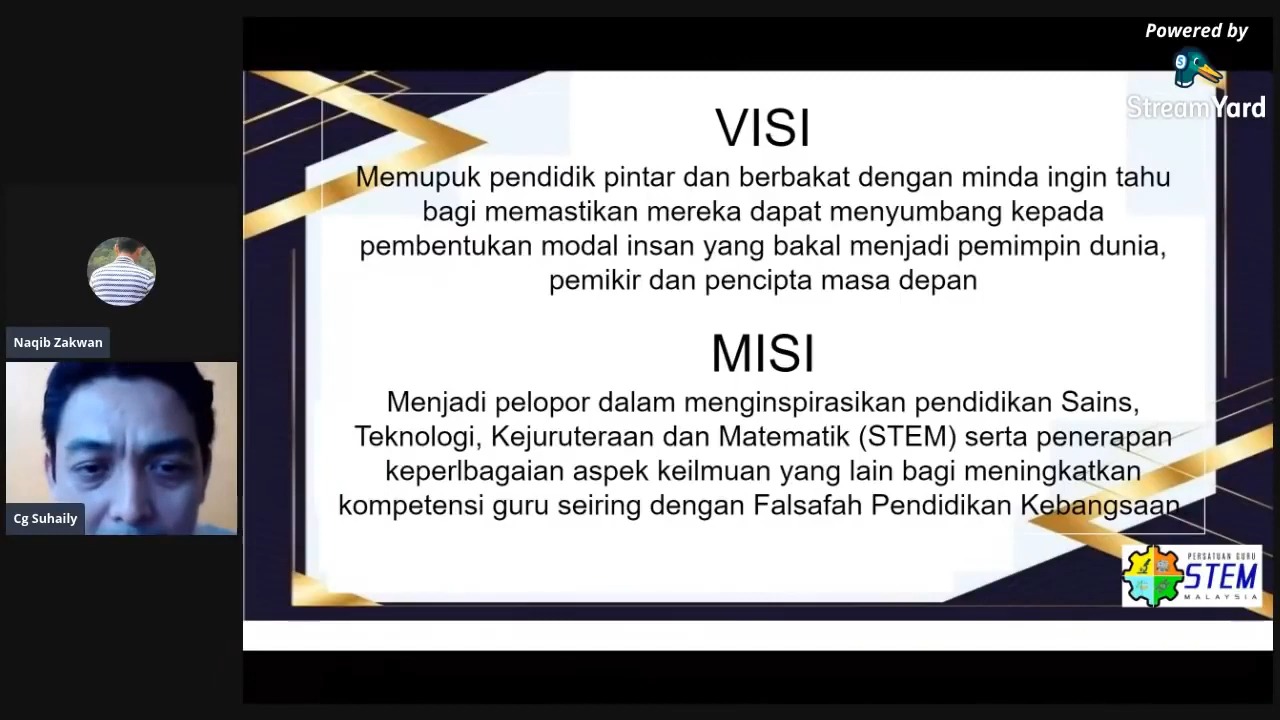 Powered by
StreamYard
VISI
Memupuk pendidik pintar dan berbakat dengan minda ingin tahu
bagi memastikan mereka dapat menyumbang kepada
pembentukan modal insan yang bakal menjadi pemimpin dunia,
pemikir dan pencipta masa depan
MISI
Menjadi pelopor dalam menginspirasikan pendidikan Sains,
Teknologi, Kejuruteraan dan Matematik (STEM) serta penerapan
keperlbagaian aspek keilmuan yang lain bagi meningkatkan
kompetensi guru seiring dengan Falsafah Pendidikan Kebangsaan
Naqib Zakwan
Cg Suhaily
PERSATUAN GURU
STEM
MALAYSIA